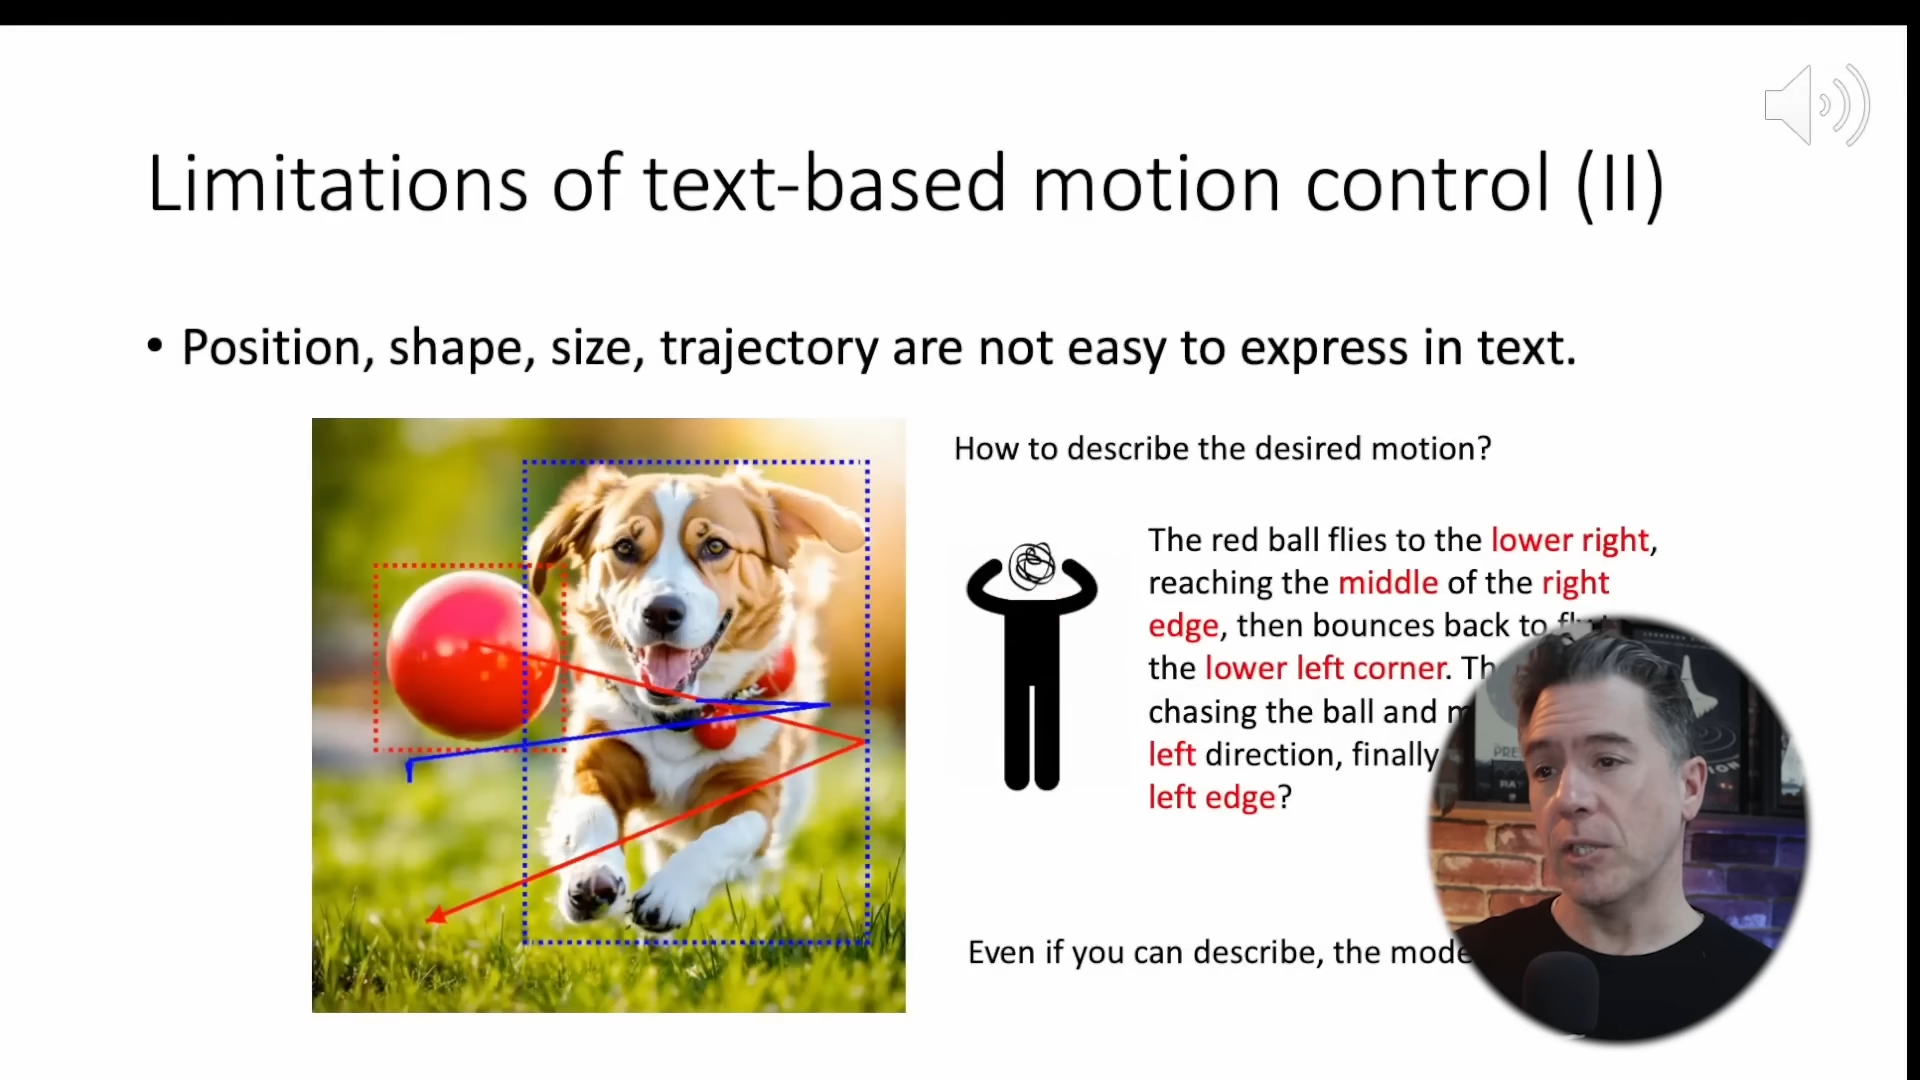 Limitations of text-based motion control (II)
• Position, shape, size, trajectory are not easy to express in text.
How to describe the desired motion?
The red ball flies to the lower right,
reaching the middle of the right
edge, then bounces back to
the lower left corner.
chasing the ball and
left direction, finally
left edge?
Even if you can describe, the